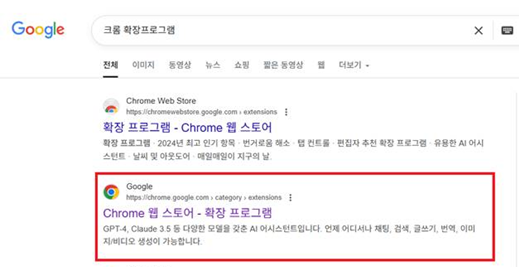 Google
크롬 확장프로그램
전체 이미지 동영상 뉴스 쇼핑 짧은 동영상 웹 더보기
Chrome Web Store
https://chromewebstore.google.com › extensions
확장 프로그램 - Chrome 웹 스토어
확장 프로그램 · 2024년 최고 인기 항목 · 번거로움 해소 · 탭 컨트롤 · 편집자 추천 확장 프로그램 · 유용한 AI 어시
스턴트 · 날씨 및 아웃도어 · 매일매일이 지구의 날.
Google
https://chrome.google.com › category › extensions
Chrome 웹 스토어 - 확장 프로그램
GPT-4, Claude 3.5 등 다양한 모델을 갖춘 AI 어시스턴트입니다. 언제 어디서나 채팅, 검색, 글쓰기, 번역, 이미
지/비디오 생성이 가능합니다.